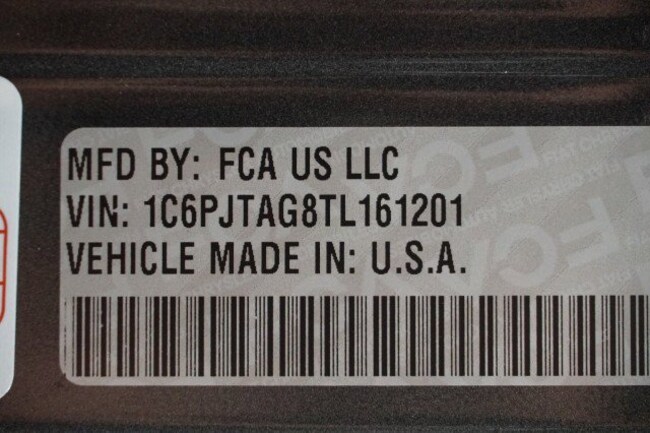 MFD BY: FCA US LLC
VIN: 1C6PJTAG8TL161201
VEHICLE MADE IN: U.S.A.